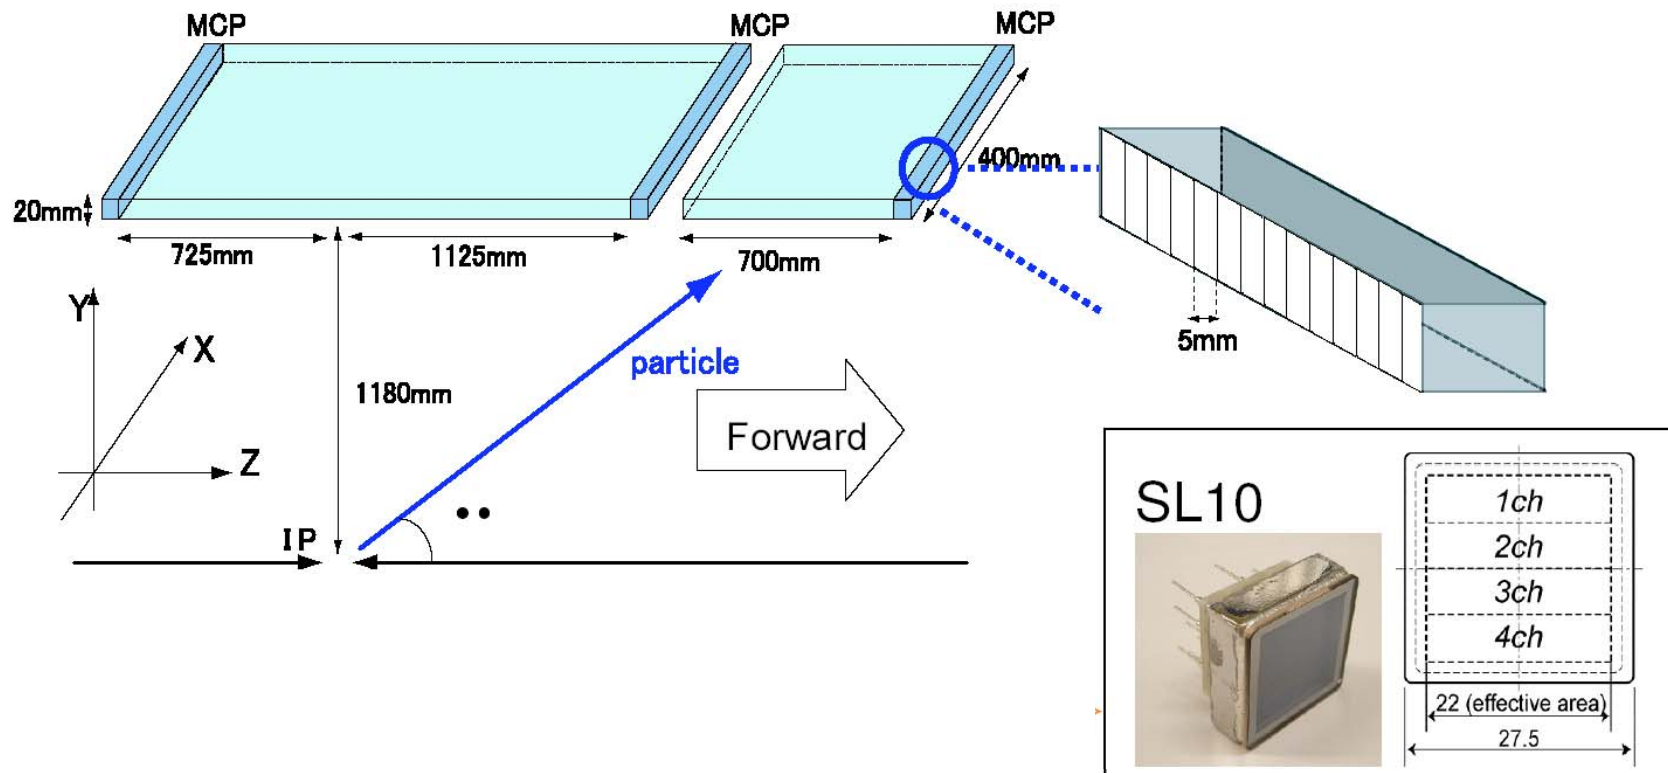 MCP MCP MCP
400mm
20mm
725mm 1125mm 700mm
5mm
Y
X
Z
particle
1180mm
Forward
IP
SL10
1ch
2ch
3ch
4ch
22 (effective area)
27.5